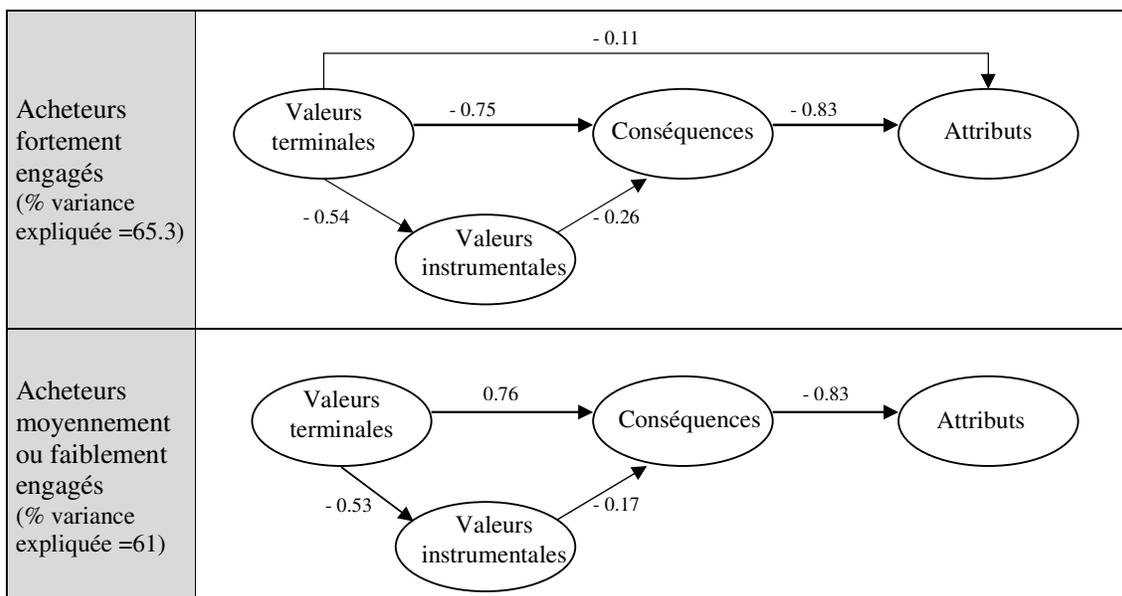 Acheteurs
fortement
engagés
(% variance
expliquée =65.3)
- 0.11
Valeurs
terminales
- 0.75
Conséquences
- 0.83
Attributs
- 0.54
- 0.26
Valeurs
instrumentales
Acheteurs
moyennement
ou faiblement
engagés
(% variance
expliquée =61)
Valeurs
terminales
0.76
Conséquences
- 0.83
Attributs
- 0.53
- 0.17
Valeurs
instrumentales